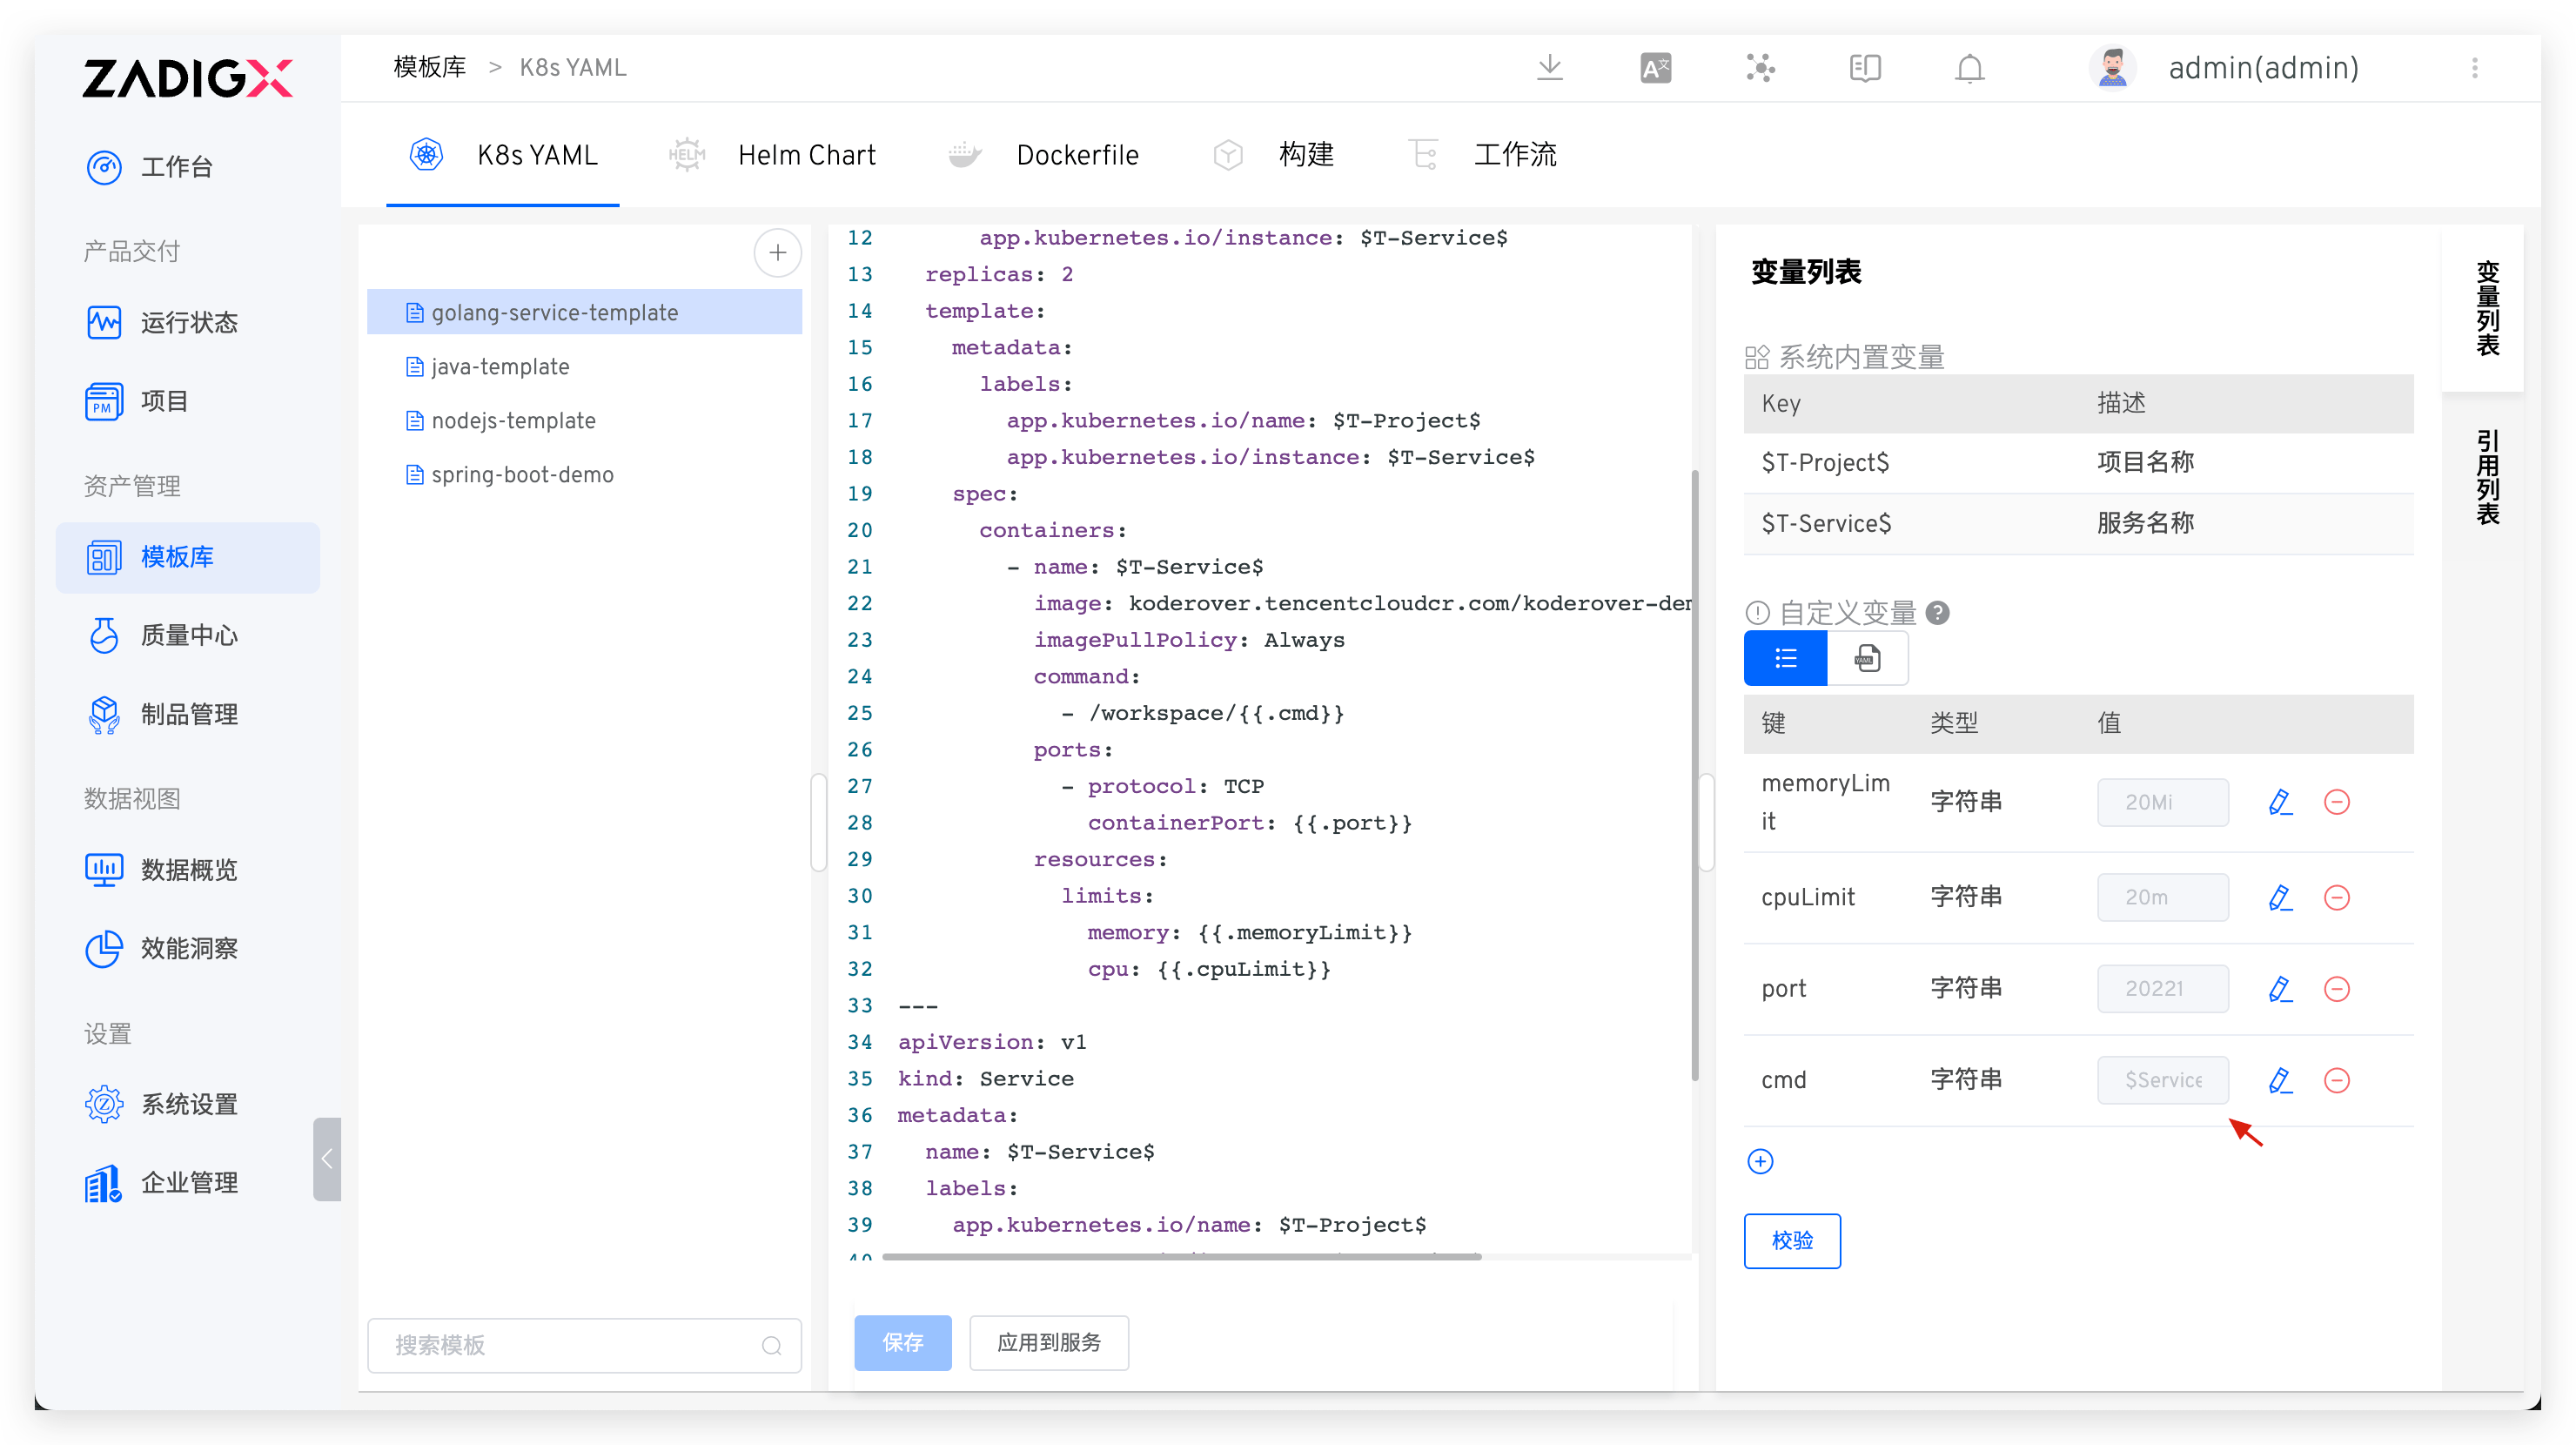 ZADIGX
工作台
产品交付
运行状态
PM
项目
资产管理
模板库
质量中心
制品管理
数据视图
数据概览
效能洞察
设置
系统设置
企业管理
模板库 > K8s YAML
admin(admin)
K8s YAML
HELM
Helm Chart
Dockerfile
构建
工作流
golang-service-template
java-template
nodejs-template
spring-boot-demo
搜索模板
12 app.kubernetes.io/instance: $T-Service$
13 replicas: 2
14 template:
15 metadata:
16 labels:
17 app.kubernetes.io/name: $T-Project$
18 app.kubernetes.io/instance: $T-Service$
19 spec:
20 containers:
21 - name: $T-Service$
22 image: koderover.tencentcloudcr.com/koderover-den
23 imagePullPolicy: Always
24 command:
25 - /workspace/{{.cmd}}
26 ports:
27 - protocol: TCP
28 containerPort: {{.port}}
29 resources:
30 limits:
31 memory: {{.memoryLimit}}
32 cpu: {{.cpuLimit}}
33 ---
34 apiVersion: v1
35 kind: Service
36 metadata:
37 name: $T-Service$
38 labels:
39 app.kubernetes.io/name: $T-Project$
保存
应用到服务
变量列表
系统内置变量
Key 描述
$T-Project$ 项目名称
$T-Service$ 服务名称
自定义变量 ?
YAML
键 类型 值
memoryLim
it
字符串 20Mi
cpuLimit 字符串 20m
port 字符串 20221
cmd 字符串 $Service
校验
变量列表
引用列表